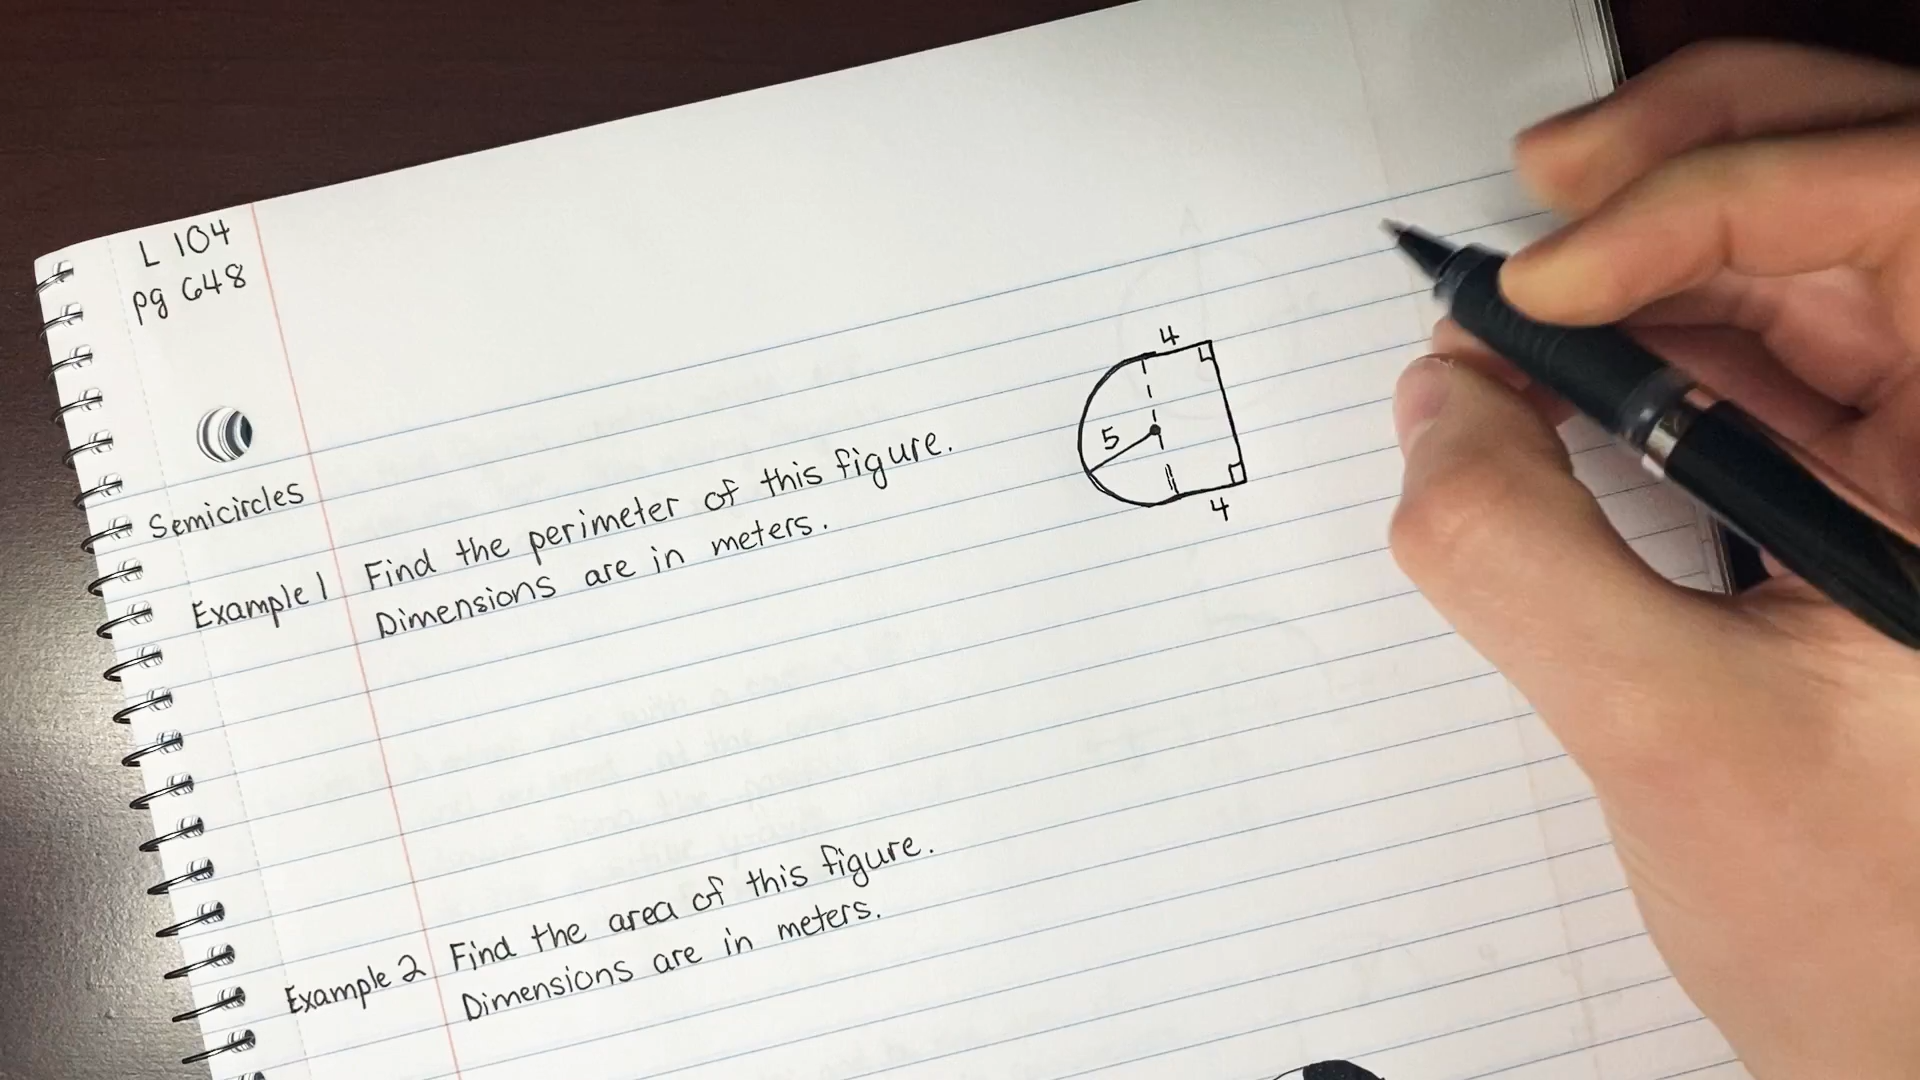 L 104
pg 648
Semicircles
Example 1 Find the perimeter of this figure.
Dimensions are in meters.
4
5
4
Example 2 Find the area of this figure.
Dimensions are in meters.